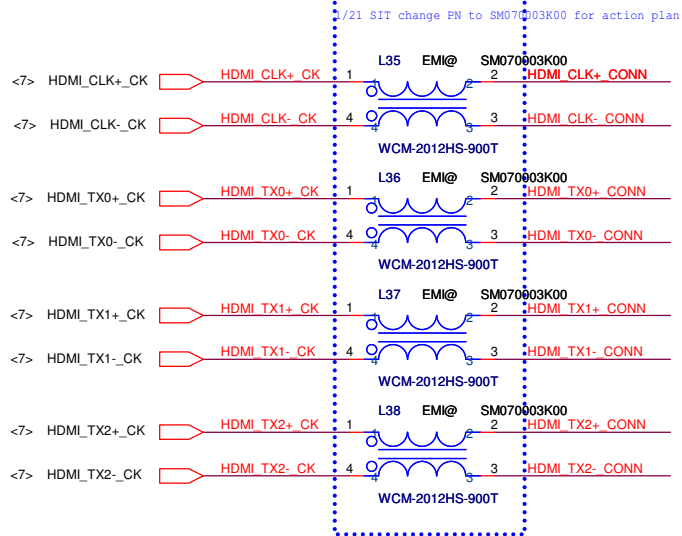 1/21 SIT change PN to SM070003K00 for action plan
L35 EMI@ SM070003K00
<7> HDMI_CLK+_CK HDMI_CLK+_CK 1 1 2 2 HDMI_CLK+_CONN
<7> HDMI_CLK-_CK HDMI_CLK-_CK 4 4 3 3 HDMI_CLK-_CONN
WCM-2012HS-900T
L36 EMI@ SM070003K00
<7> HDMI_TX0+_CK HDMI_TX0+_CK 1 1 2 2 HDMI_TX0+_CONN
<7> HDMI_TX0-_CK HDMI_TX0-_CK 4 4 3 3 HDMI_TX0-_CONN
WCM-2012HS-900T
L37 EMI@ SM070003K00
<7> HDMI_TX1+_CK HDMI_TX1+_CK 1 1 2 2 HDMI_TX1+_CONN
<7> HDMI_TX1-_CK HDMI_TX1-_CK 4 4 3 3 HDMI_TX1-_CONN
WCM-2012HS-900T
L38 EMI@ SM070003K00
<7> HDMI_TX2+_CK HDMI_TX2+_CK 1 1 2 2 HDMI_TX2+_CONN
<7> HDMI_TX2-_CK HDMI_TX2-_CK 4 4 3 3 HDMI_TX2-_CONN
WCM-2012HS-900T